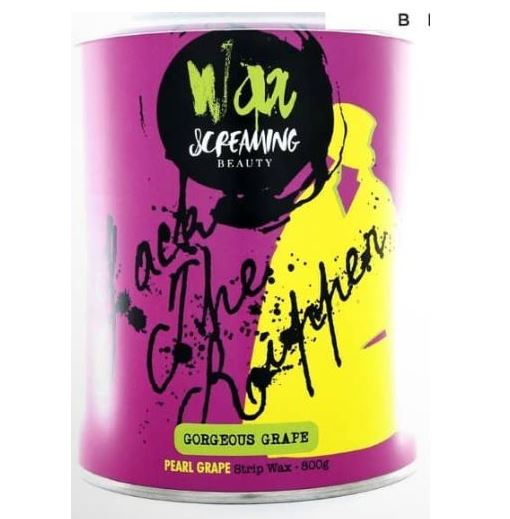 B
Wax
SCREAMING
BEAUTY
Jack
The
Ripper
GORGEOUS GRAPE
PEARL GRAPE Strip Wax - 800g